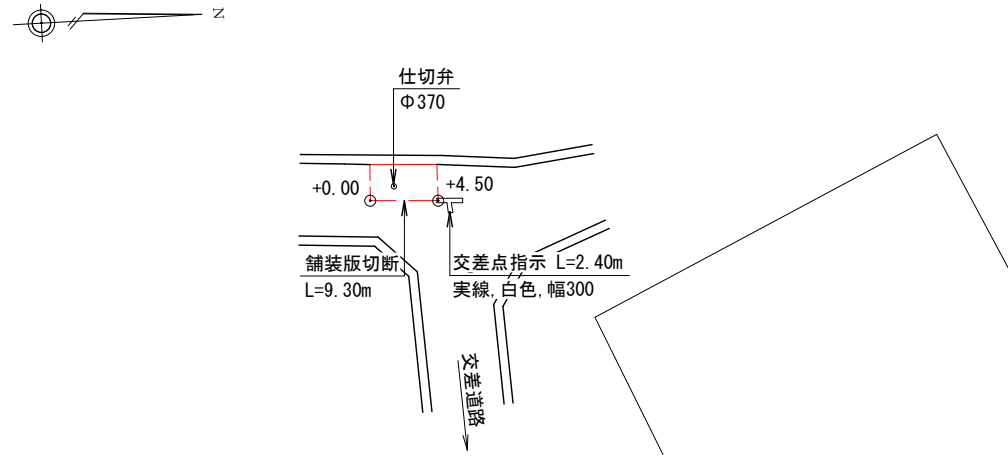 N
仕切弁
Φ370
+0.00
+4.50
舗装版切断
L=9.30m
交差点指示 L=2.40m
実線,白色,幅300
交差道路